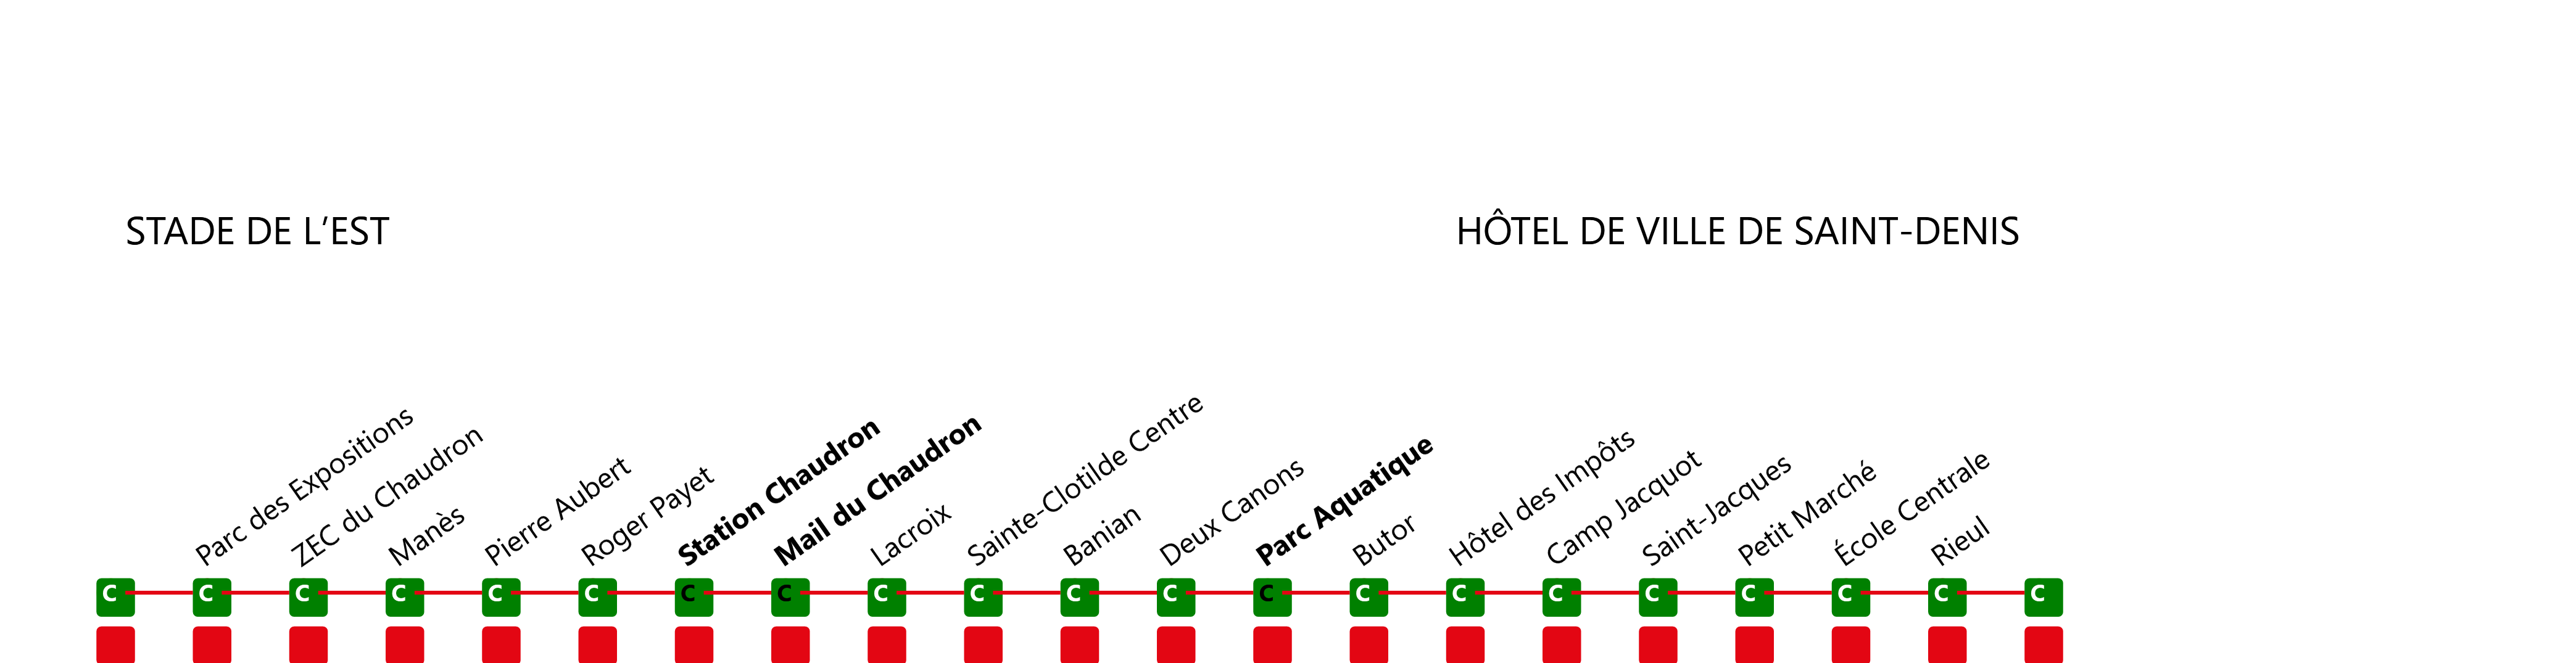 STADE DE L’EST
HÔTEL DE VILLE DE SAINT-DENIS
Parc des Expositions
ZEC du Chaudron
Manès
Pierre Aubert
Roger Payet
Station Chaudron
Mail du Chaudron
Lacroix
Sainte-Clotilde Centre
Banian
Deux Canons
Parc Aquatique
Butor
Hôtel des Impôts
Camp Jacquot
Saint-Jacques
Petit Marché
École Centrale
Rieul
C C C C C C C C C C C C C C C C C C C C C